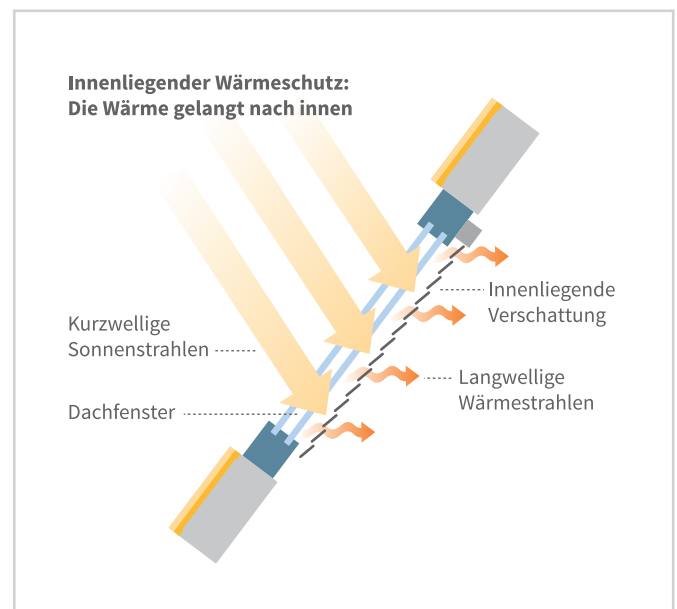 Innenliegender Wärmeschutz:
Die Wärme gelangt nach innen
Innenliegende
Verschattung
Kurzwellige
Sonnenstrahlen
Langwellige
Wärmestrahlen
Dachfenster